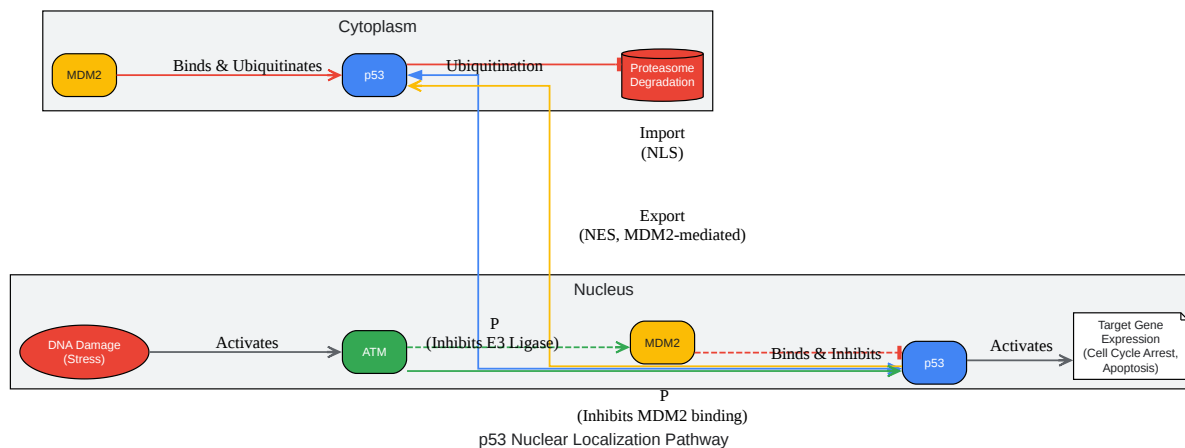 Cytoplasm
MDM2
Binds & Ubiquitinates
p53
Ubiquitination
Proteasome
Degradation
Import
(NLS)
Export
(NES, MDM2-mediated)
Nucleus
DNA Damage
(Stress)
Activates
ATM
P
(Inhibits E3 Ligase)
MDM2
Binds & Inhibits
p53
Activates
Target Gene
Expression
(Cell Cycle Arrest,
Apoptosis)
P
(Inhibits MDM2 binding)
p53 Nuclear Localization Pathway